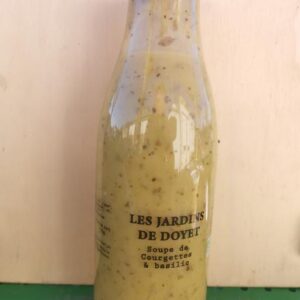 LES JARDINS
DE DOYET
Soupe de
Courgettes
& basilic